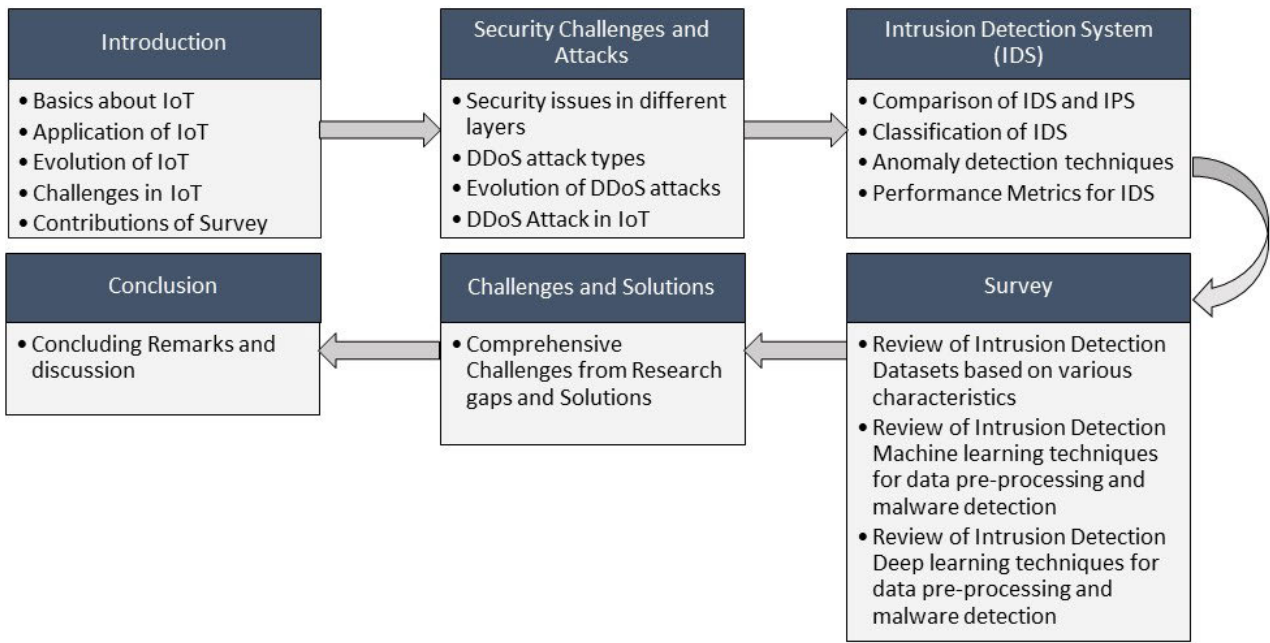 Introduction
• Basics about IoT
• Application of IoT
• Evolution of IoT
• Challenges in IoT
• Contributions of Survey
Security Challenges and
Attacks
• Security issues in different
layers
• DDoS attack types
• Evolution of DDoS attacks
• DDoS Attack in IoT
Intrusion Detection System
(IDS)
• Comparison of IDS and IPS
• Classification of IDS
• Anomaly detection techniques
• Performance Metrics for IDS
Survey
• Review of Intrusion Detection
Datasets based on various
characteristics
• Review of Intrusion Detection
Machine learning techniques
for data pre-processing and
malware detection
• Review of Intrusion Detection
Deep learning techniques for
data pre-processing and
malware detection
Challenges and Solutions
• Comprehensive
Challenges from Research
gaps and Solutions
Conclusion
• Concluding Remarks and
discussion